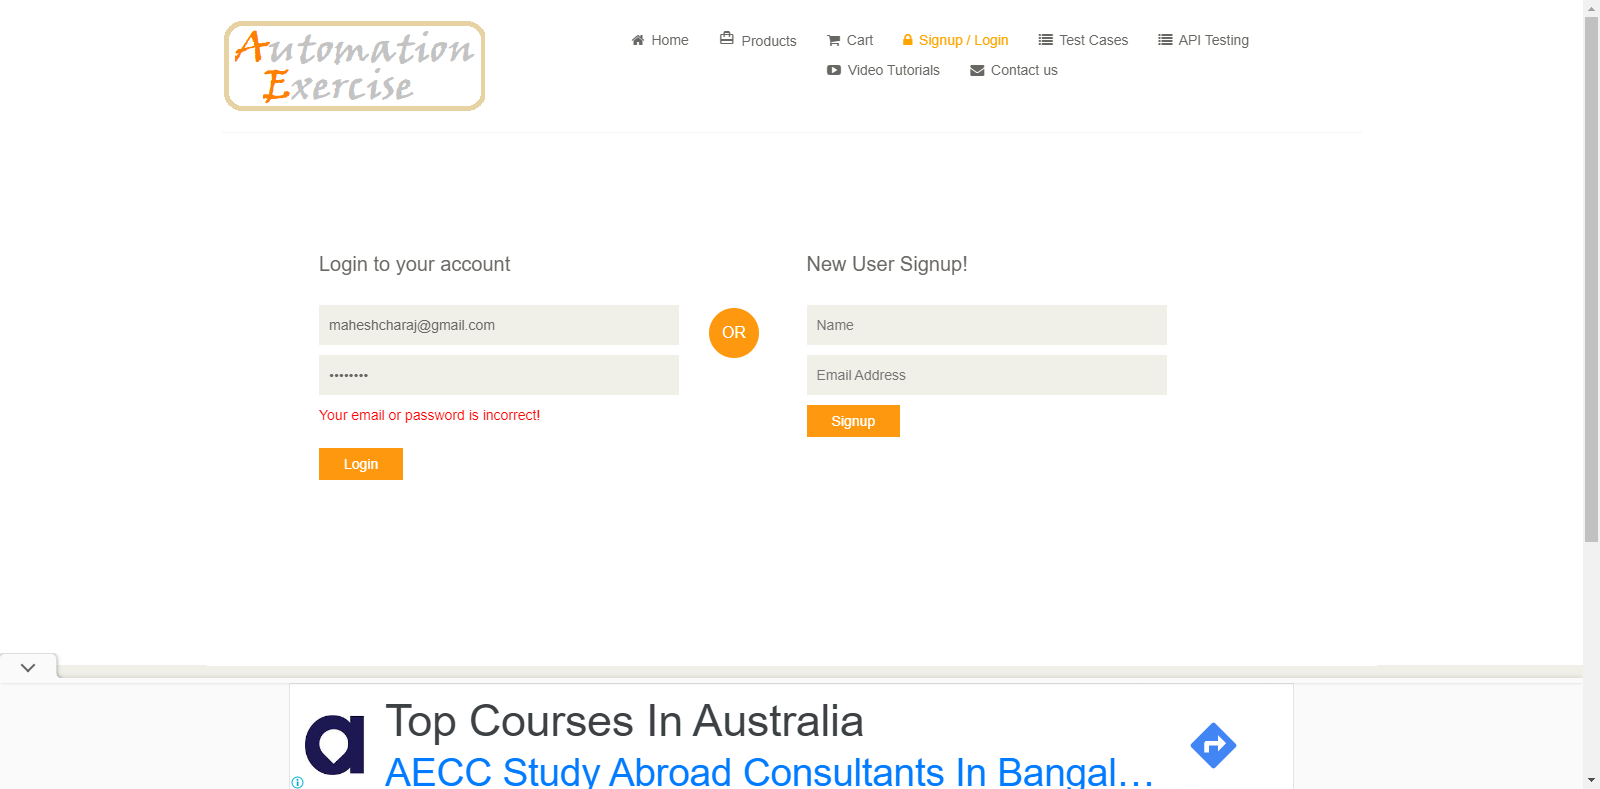 Automation
Exercise
Home
Products
Cart
Signup / Login
Test Cases
API Testing
Video Tutorials
Contact us
Login to your account
maheshcharaj@gmail.com
••••••••
Your email or password is incorrect!
Login
OR
New User Signup!
Name
Email Address
Signup
Top Courses In Australia
AECC Study Abroad Consultants In Bangal...